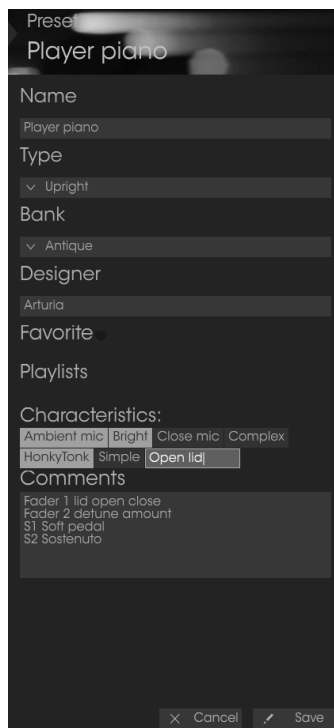 Preset
Player piano
Name
Player piano
Type
Upright
Bank
Antique
Designer
Arturia
Favorite
Playlists
Characteristics:
Ambient mic Bright Close mic Complex
HonkyTonk Simple Open lid
Comments
Fader 1 lid open close
Fader 2 detune amount
S1 Soft pedal
S2 Sostenuto
Cancel Save